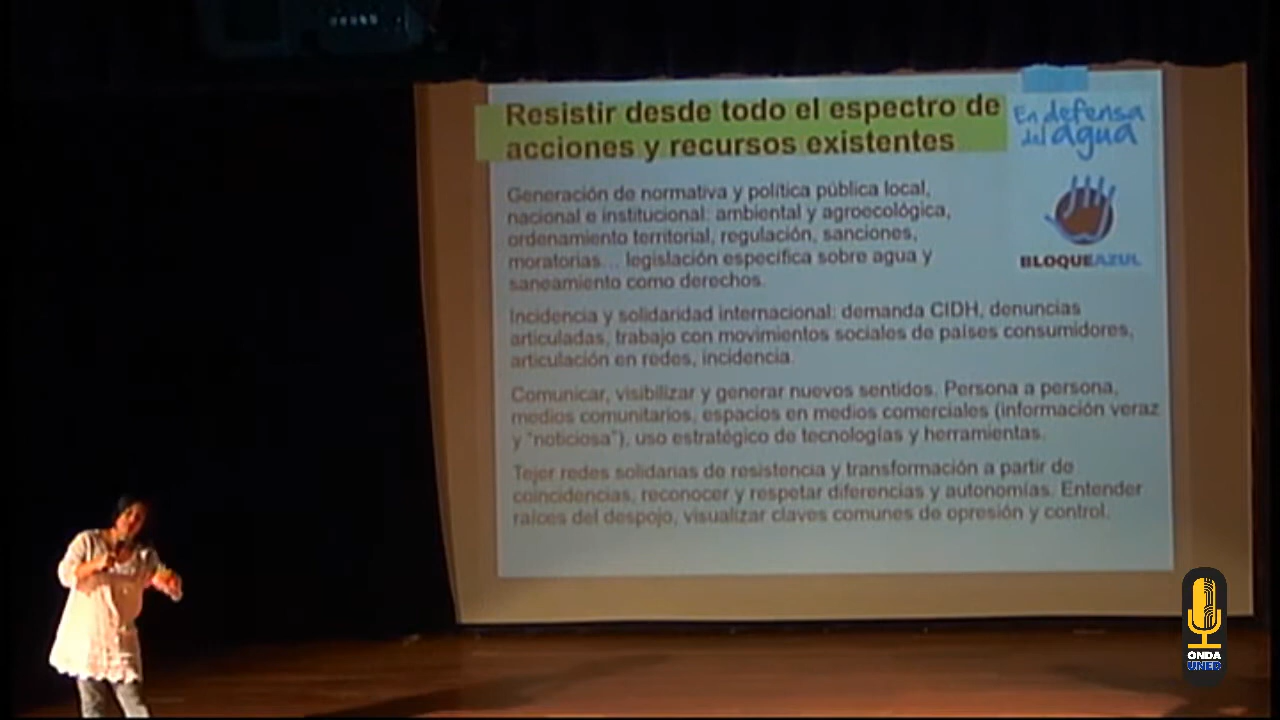 Resistir desde todo el espectro de
acciones y recursos existentes
En defensa
del agua
BLOQUEAZUL
Generación de normativa y política pública local,
nacional e institucional: ambiental y agroecológica,
ordenamiento territorial, regulación, sanciones,
moratorias... legislación específica sobre agua y
saneamiento como derechos.
Incidencia y solidaridad internacional: demanda CIDH, denuncias
articuladas, trabajo con movimientos sociales de países consumidores,
articulación en redes, incidencia.
Comunicar, visibilizar y generar nuevos sentidos. Persona a persona,
medios comunitarios, espacios en medios comerciales (información veraz
y "noticiosa"), uso estratégico de tecnologías y herramientas.
Tejer redes solidarias de resistencia y transformación a partir de
coincidencias, reconocer y respetar diferencias y autonomías. Entender
raíces del despojo, visualizar claves comunes de opresión y control.
ONDA
UNED